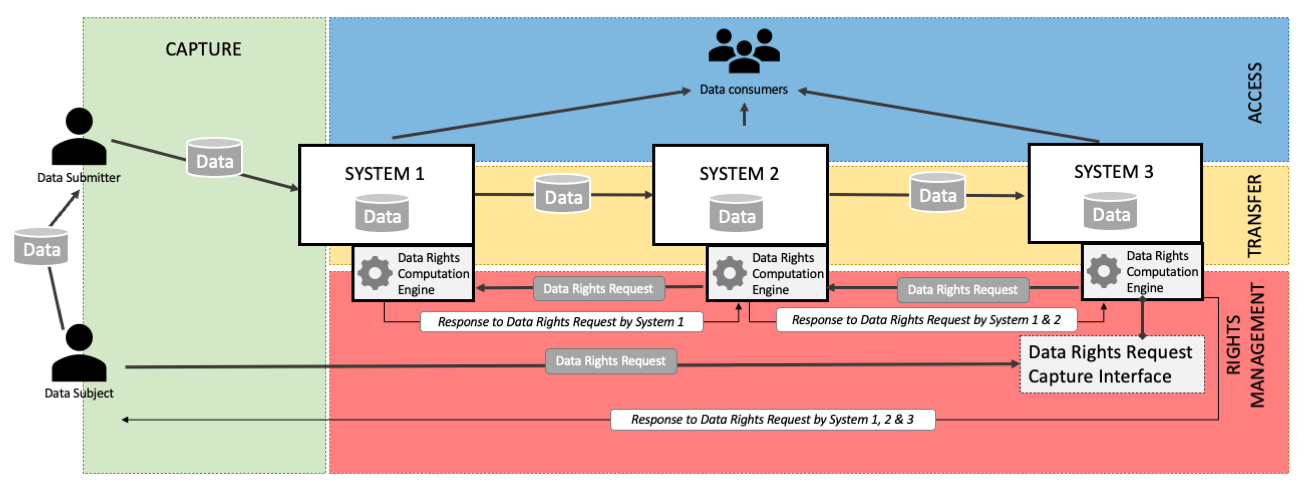 CAPTURE
Data consumers
ACCESS
Data Submitter
Data
SYSTEM 1
Data
SYSTEM 2
Data
SYSTEM 3
Data
Data
Data
TRANSFER
Data
Data Rights
Computation
Engine
Data Rights
Computation
Engine
Data Rights
Computation
Engine
Data Rights Request
Data Rights Request
Response to Data Rights Request by System 1
Response to Data Rights Request by System 1 & 2
Data Subject
Data Rights Request
Data Rights Request
Capture Interface
RIGHTS
MANAGEMENT
Response to Data Rights Request by System 1, 2 & 3